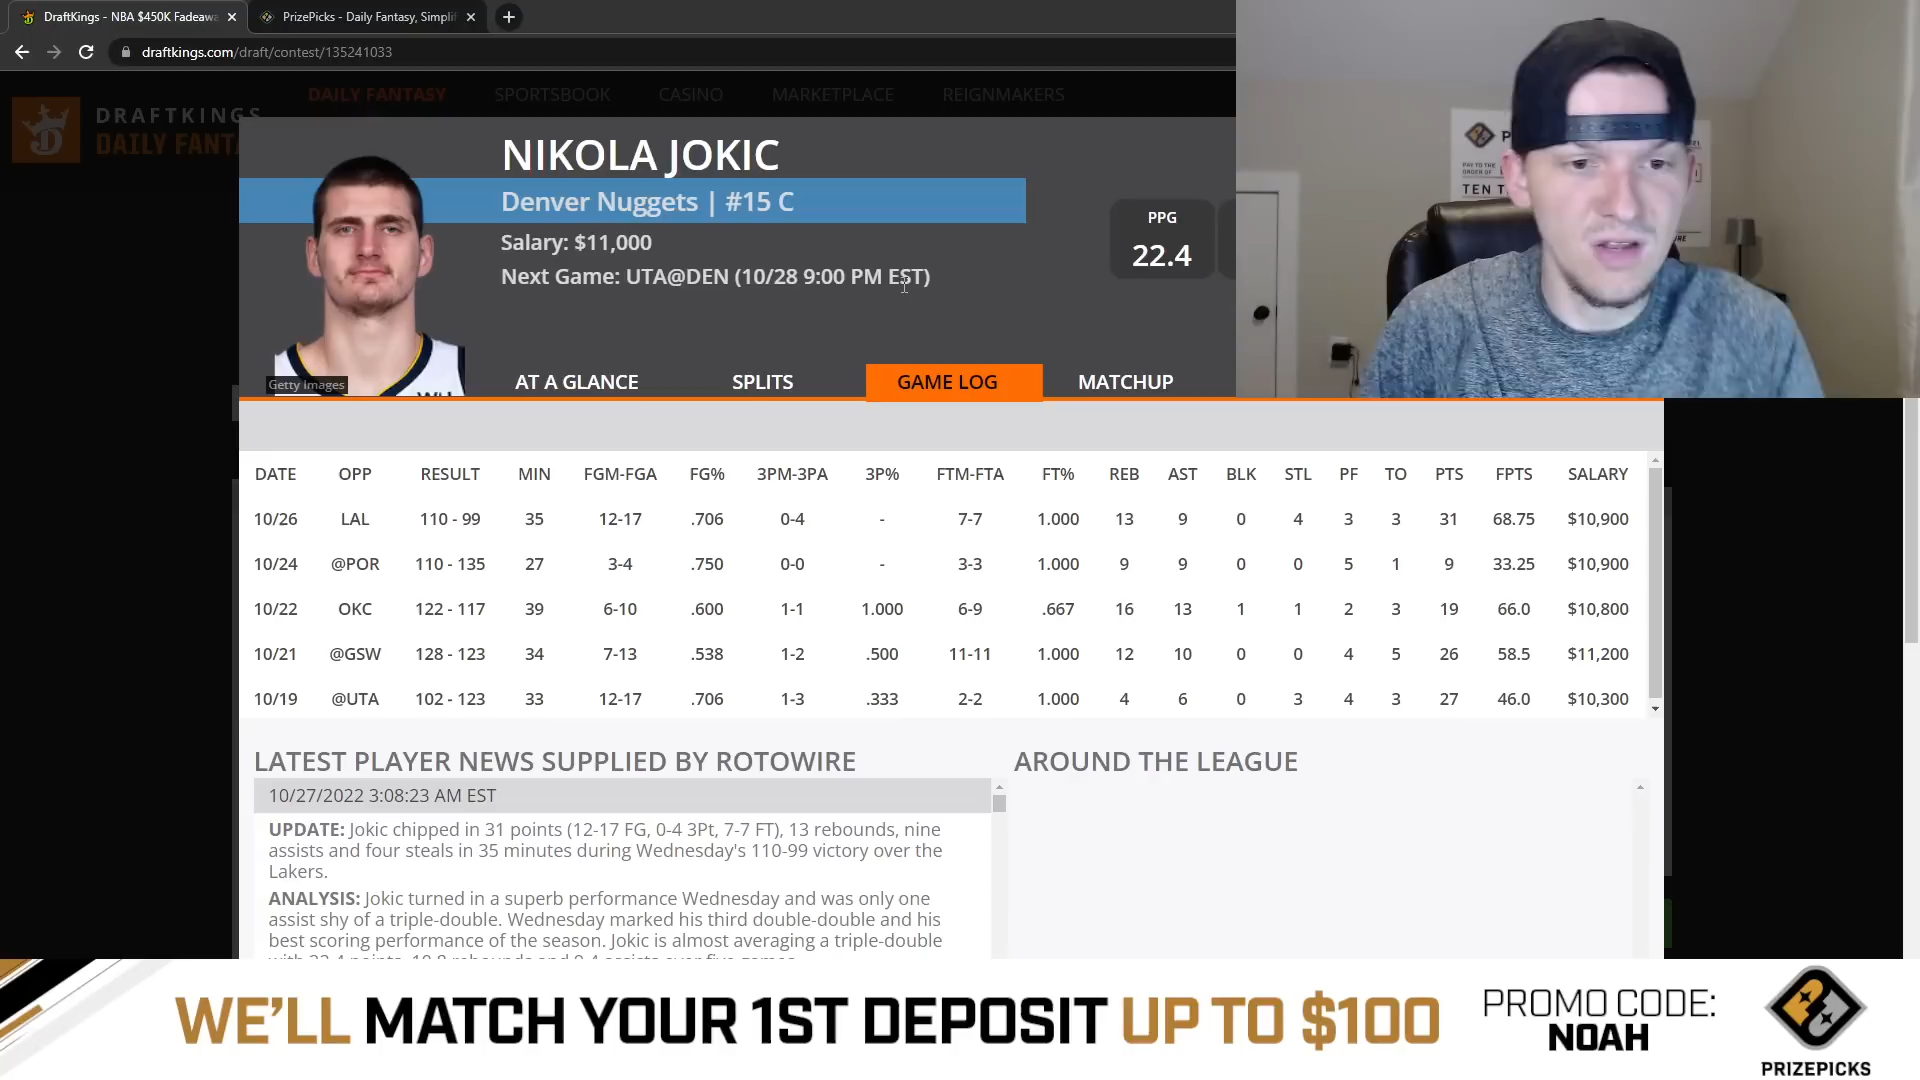 DraftKings - NBA $450K Fadeawa
PrizePicks - Daily Fantasy, Simplifi
draftkings.com/draft/contest/135241033
DAILY FANTASY SPORTSBOOK CASINO MARKETPLACE REIGNMAKERS
DRAFTKINGS
DAILY FANTA
NIKOLA JOKIC
Denver Nuggets | #15 C
Salary: $11,000
Next Game: UTA@DEN (10/28 9:00 PM EST)
PPG
22.4
Getty Images
AT A GLANCE SPLITS GAME LOG MATCHUP
PAY TO THE
ORDER OF
TEN T
DATE OPP RESULT MIN FGM-FGA FG% 3PM-3PA 3P% FTM-FTA FT% REB AST BLK STL PF TO PTS FPTS SALARY
10/26 LAL 110 - 99 35 12-17 .706 0-4 - 7-7 1.000 13 9 0 4 3 3 31 68.75 $10,900
10/24 @POR 110 - 135 27 3-4 .750 0-0 - 3-3 1.000 9 9 0 0 5 1 9 33.25 $10,900
10/22 OKC 122 - 117 39 6-10 .600 1-1 1.000 6-9 .667 16 13 1 1 2 3 19 66.0 $10,800
10/21 @GSW 128 - 123 34 7-13 .538 1-2 .500 11-11 1.000 12 10 0 0 4 5 26 58.5 $11,200
10/19 @UTA 102 - 123 33 12-17 .706 1-3 .333 2-2 1.000 4 6 0 3 4 3 27 46.0 $10,300
LATEST PLAYER NEWS SUPPLIED BY ROTOWIRE
10/27/2022 3:08:23 AM EST
UPDATE: Jokic chipped in 31 points (12-17 FG, 0-4 3Pt, 7-7 FT), 13 rebounds, nine
assists and four steals in 35 minutes during Wednesday's 110-99 victory over the
Lakers.
ANALYSIS: Jokic turned in a superb performance Wednesday and was only one
assist shy of a triple-double. Wednesday marked his third double-double and his
best scoring performance of the season. Jokic is almost averaging a triple-double
AROUND THE LEAGUE
WE'LL MATCH YOUR 1ST DEPOSIT UP TO $100
PROMO CODE:
NOAH
PRIZEPICKS